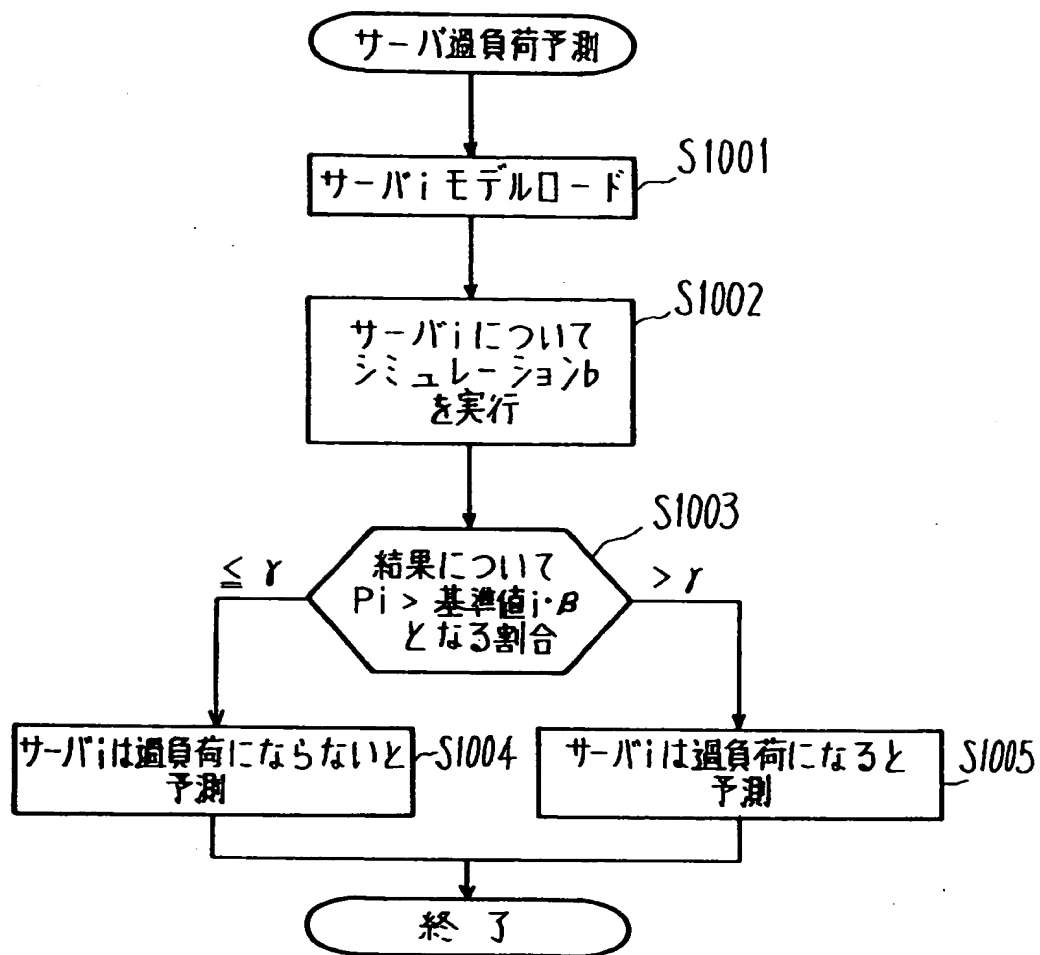 サーバ過負荷予測
サーバiモデルロード
S1001
サーバiについて
シミュレーションb
を実行
S1002
結果について
Pi > 基準値i・β
となる割合
S1003
≦ γ
> γ
サーバiは過負荷にならないと
予測
S1004
サーバiは過負荷になると
予測
S1005
終了